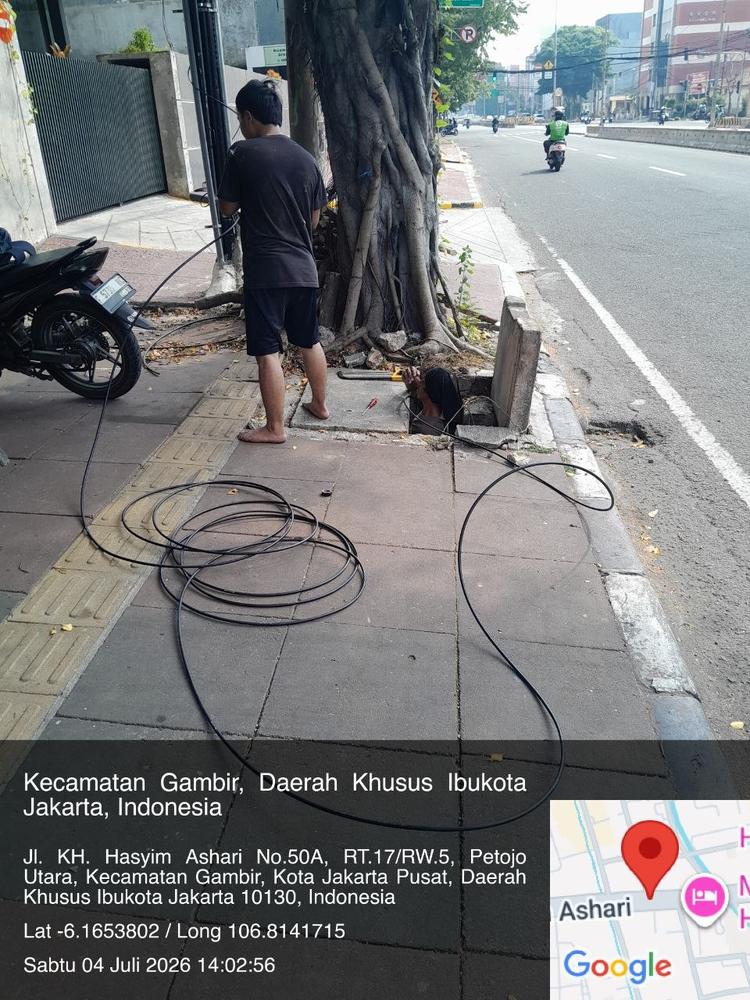 Kecamatan Gambir, Daerah Khusus Ibukota
Jakarta, Indonesia
Jl. KH. Hasyim Ashari No.50A, RT.17/RW.5, Petojo
Utara, Kecamatan Gambir, Kota Jakarta Pusat, Daerah
Khusus Ibukota Jakarta 10130, Indonesia
Lat -6.1653802 / Long 106.8141715
Sabtu 04 Juli 2026 14:02:56
Ashari
H
M
H
Google